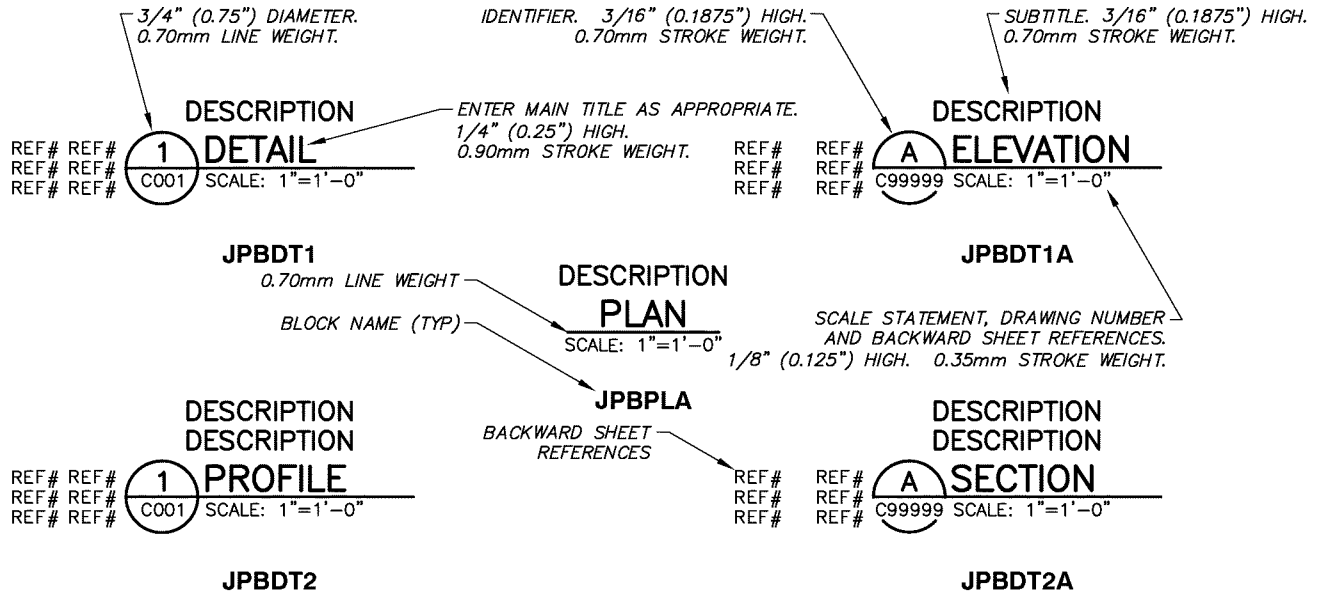 3/4" (0.75") DIAMETER.
0.70mm LINE WEIGHT.
IDENTIFIER. 3/16" (0.1875") HIGH.
0.70mm STROKE WEIGHT.
SUBTITLE. 3/16" (0.1875") HIGH.
0.70mm STROKE WEIGHT.
DESCRIPTION
REF# REF# 1 DETAIL
REF# REF#
REF# REF# C001 SCALE: 1"=1'-0"
JPBDT1
ENTER MAIN TITLE AS APPROPRIATE.
1/4" (0.25") HIGH.
0.90mm STROKE WEIGHT.
DESCRIPTION
REF# REF# A ELEVATION
REF# REF#
REF# REF# C99999 SCALE: 1"=1'-0"
JPBDT1A
0.70mm LINE WEIGHT
BLOCK NAME (TYP)
DESCRIPTION
PLAN
SCALE: 1"=1'-0"
JPBPLA
SCALE STATEMENT, DRAWING NUMBER
AND BACKWARD SHEET REFERENCES.
1/8" (0.125") HIGH. 0.35mm STROKE WEIGHT.
DESCRIPTION
DESCRIPTION
REF# REF# 1 PROFILE
REF# REF#
REF# REF# C001 SCALE: 1"=1'-0"
JPBDT2
BACKWARD SHEET
REFERENCES
DESCRIPTION
DESCRIPTION
REF# REF# A SECTION
REF# REF#
REF# REF# C99999 SCALE: 1"=1'-0"
JPBDT2A